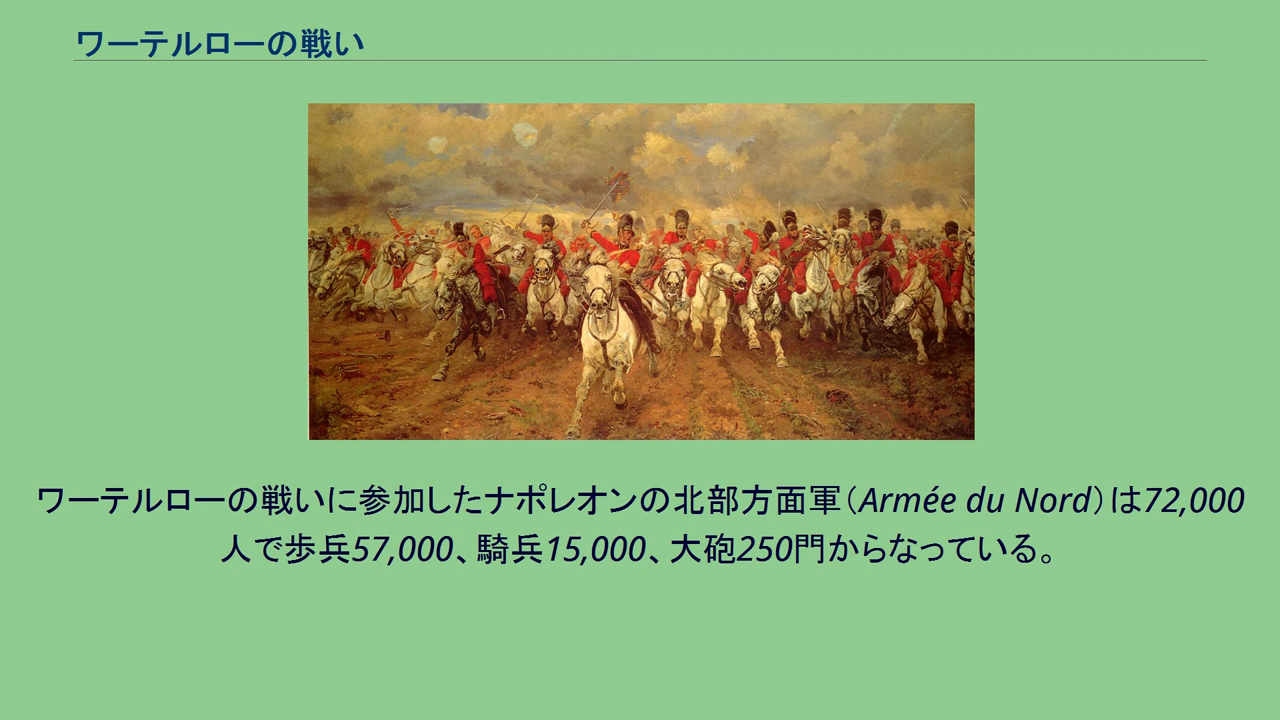 ワーテルローの戦い
ワーテルローの戦いに参加したナポレオンの北部方面軍（Armée du Nord）は72,000
人で歩兵57,000、騎兵15,000、大砲250門からなっている。